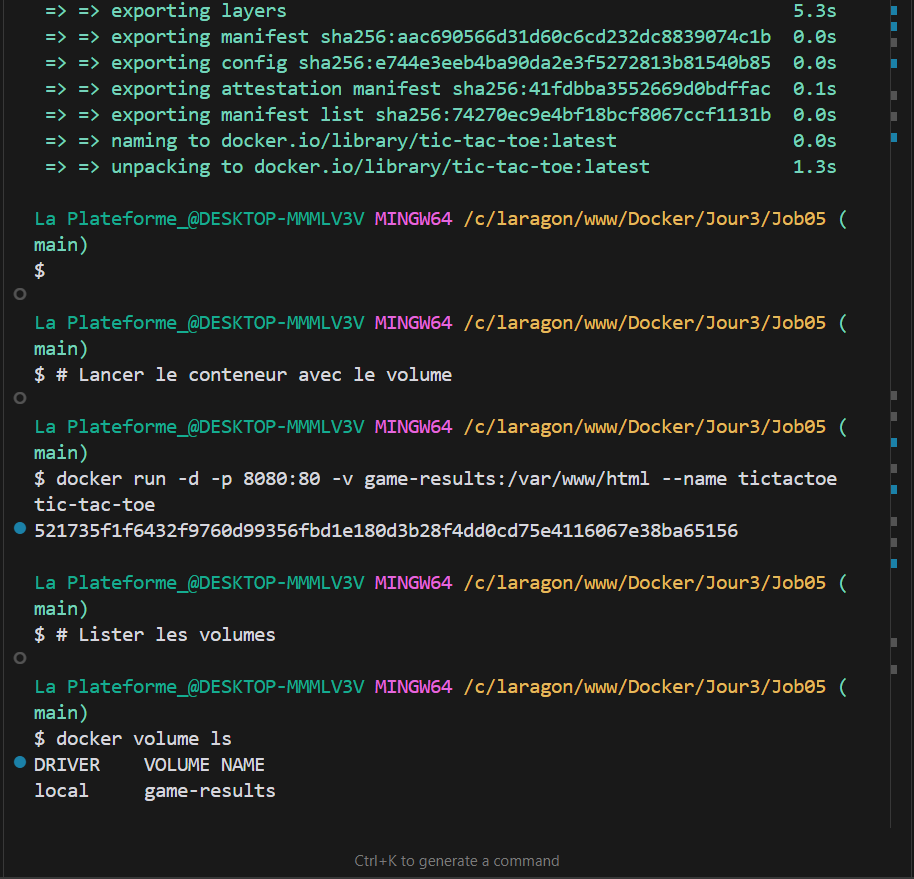 => => exporting layers 5.3s
=> => exporting manifest sha256:aac690566d31d60c6cd232dc8839074c1b 0.0s
=> => exporting config sha256:e744e3eeb4ba90da2e3f5272813b81540b85 0.0s
=> => exporting attestation manifest sha256:41fdbba3552669d0bdffac 0.1s
=> => exporting manifest list sha256:74270ec9e4bf18bcf8067ccf1131b 0.0s
=> => naming to docker.io/library/tic-tac-toe:latest 0.0s
=> => unpacking to docker.io/library/tic-tac-toe:latest 1.3s
La Plateforme_@DESKTOP-MMMLV3V MINGW64 /c/laragon/www/Docker/Jour3/Job05 (
main)
$
La Plateforme_@DESKTOP-MMMLV3V MINGW64 /c/laragon/www/Docker/Jour3/Job05 (
main)
$ # Lancer le conteneur avec le volume
La Plateforme_@DESKTOP-MMMLV3V MINGW64 /c/laragon/www/Docker/Jour3/Job05 (
main)
$ docker run -d -p 8080:80 -v game-results:/var/www/html --name tictactoe
tic-tac-toe
521735f1f6432f9760d99356fbd1e180d3b28f4dd0cd75e4116067e38ba65156
La Plateforme_@DESKTOP-MMMLV3V MINGW64 /c/laragon/www/Docker/Jour3/Job05 (
main)
$ # Lister les volumes
La Plateforme_@DESKTOP-MMMLV3V MINGW64 /c/laragon/www/Docker/Jour3/Job05 (
main)
$ docker volume ls
DRIVER    VOLUME NAME
local     game-results
Ctrl+K to generate a command